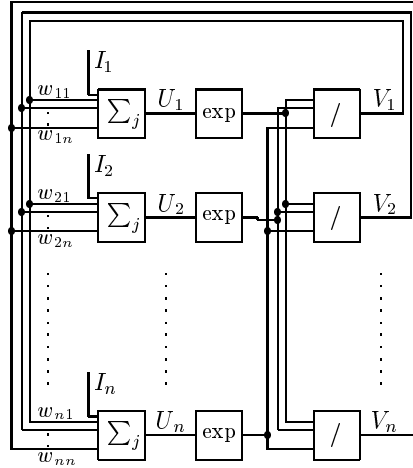 I₁
w₁₁ ∑ⱼ U₁ exp / V₁
w₁ₙ
I₂
w₂₁ ∑ⱼ U₂ exp / V₂
w₂ₙ
Iₙ
wₙ₁ ∑ⱼ Uₙ exp / Vₙ
wₙₙ